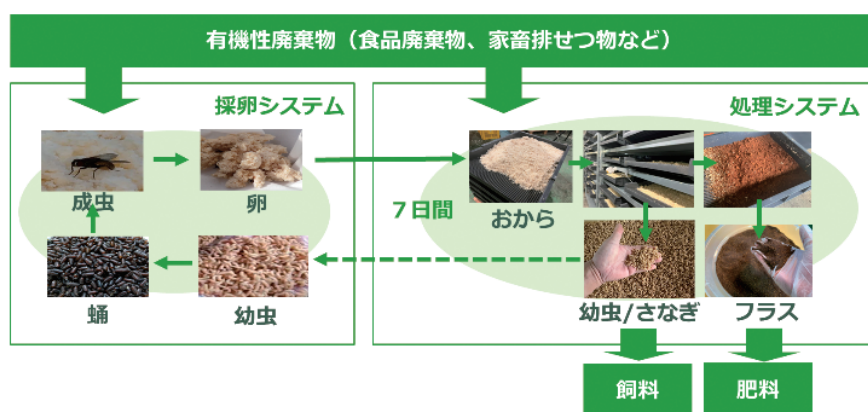 有機性廃棄物（食品廃棄物、家畜排せつ物など）
採卵システム
処理システム
成虫
卵
蛹
幼虫
７日間
おから
幼虫/さなぎ
フラス
飼料
肥料